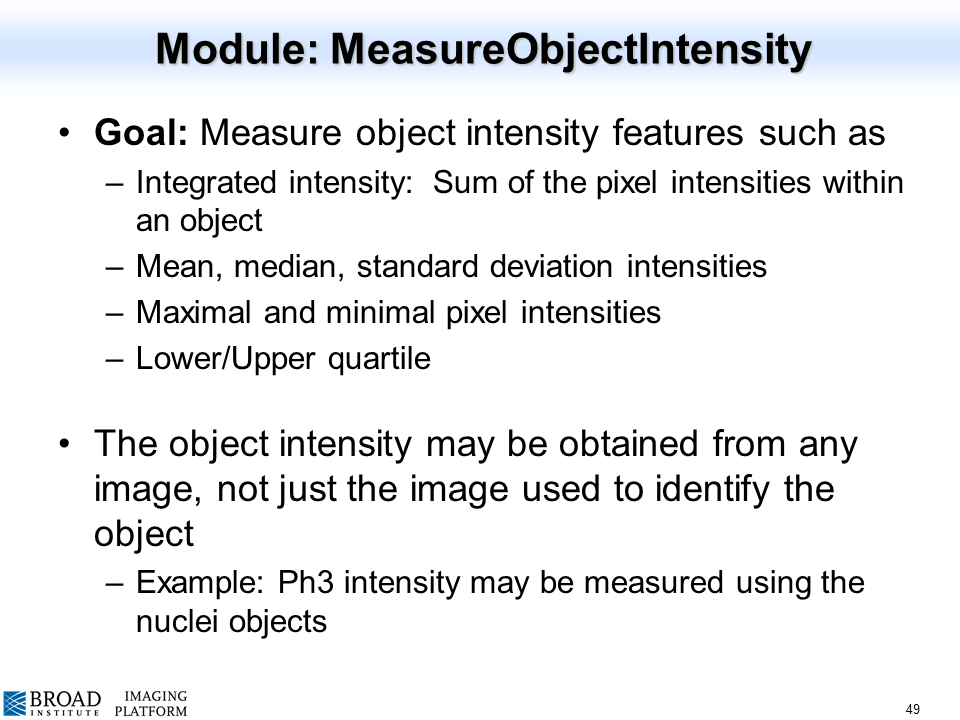 Module: MeasureObjectIntensity
• Goal: Measure object intensity features such as
– Integrated intensity:  Sum of the pixel intensities within
an object
– Mean, median, standard deviation intensities
– Maximal and minimal pixel intensities
– Lower/Upper quartile
• The object intensity may be obtained from any
image, not just the image used to identify the
object
– Example: Ph3 intensity may be measured using the
nuclei objects
BROAD
INSTITUTE
IMAGING
PLATFORM
49